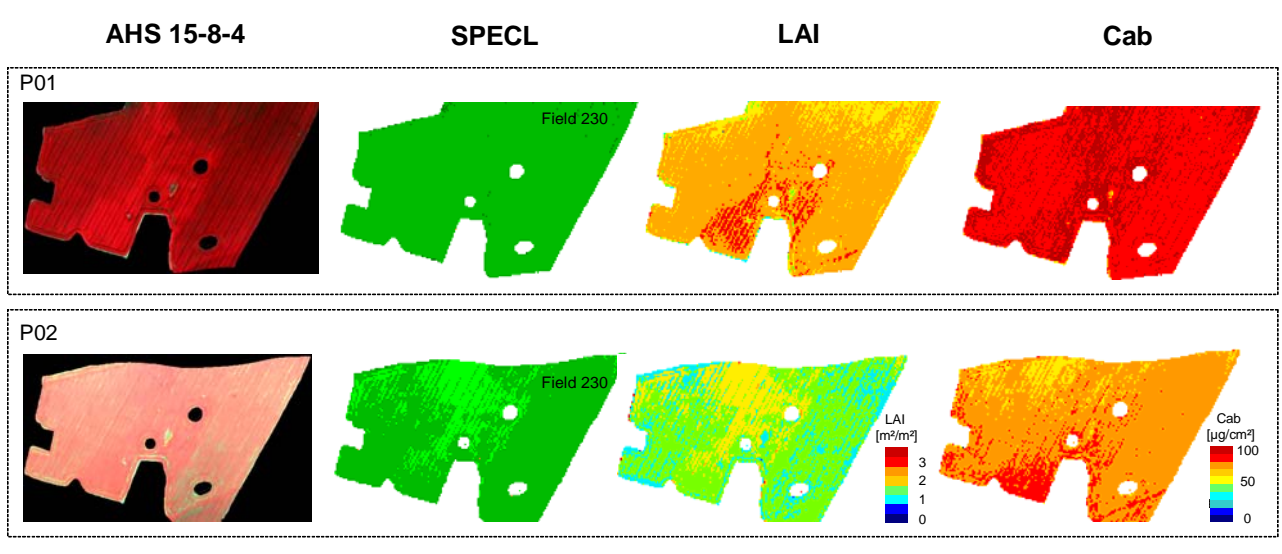 AHS 15-8-4 SPECL LAI Cab
P01
Field 230
P02
Field 230
LAI
[m²/m²]
3
2
1
0
Cab
[µg/cm²]
100
50
0